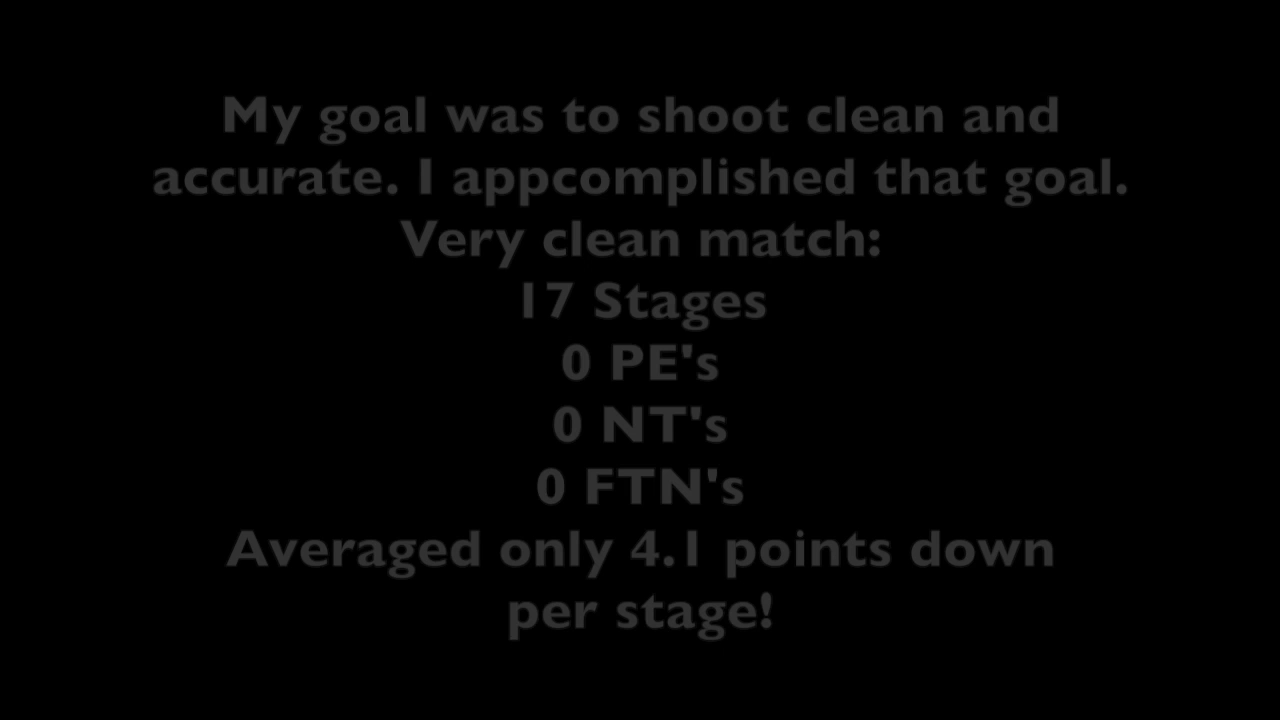 My goal was to shoot clean and
accurate. I appcomplished that goal.
Very clean match:
17 Stages
0 PE's
0 NT's
0 FTN's
Averaged only 4.1 points down
per stage!